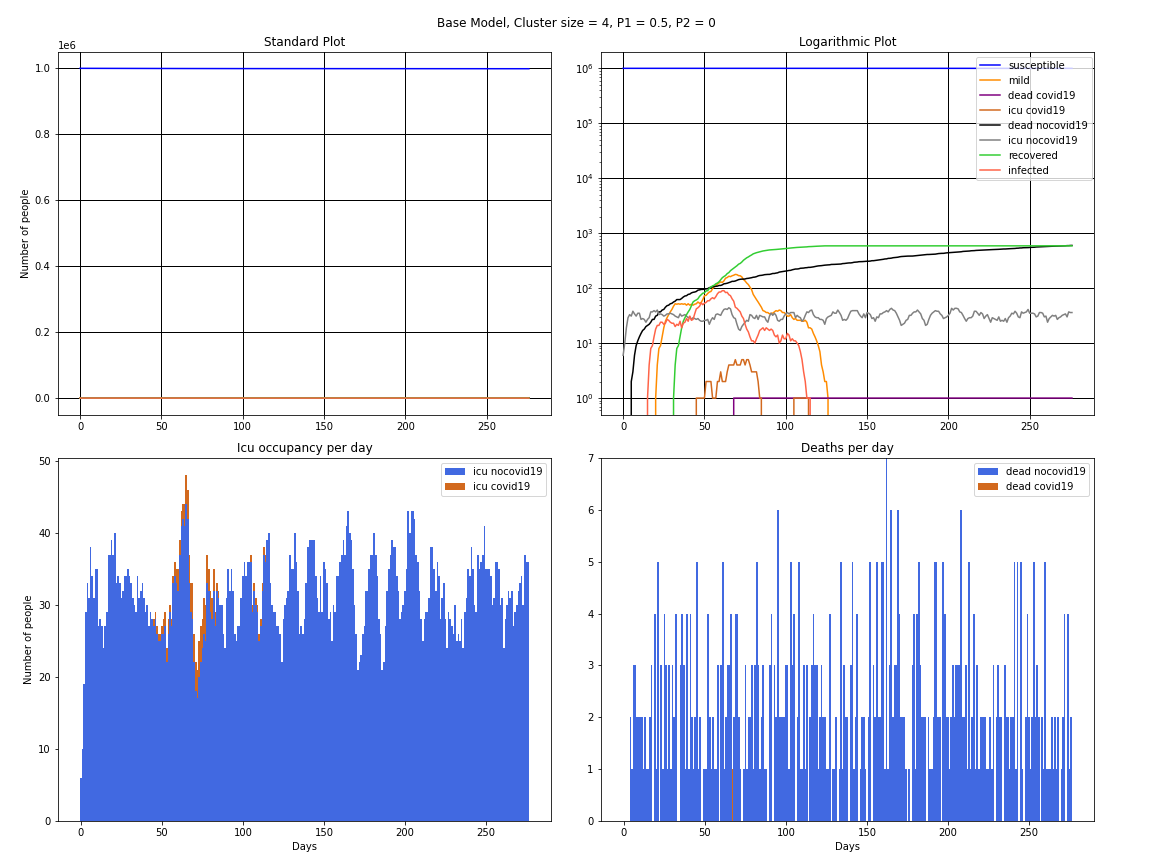 Base Model, Cluster size = 4, P1 = 0.5, P2 = 0
Standard Plot
1e6
1.0
0.8
0.6
0.4
0.2
0.0
Number of people
0 50 100 150 200 250
Logarithmic Plot
10^6
10^5
10^4
10^3
10^2
10^1
10^0
susceptible
mild
dead covid19
icu covid19
dead nocovid19
icu nocovid19
recovered
infected
0 50 100 150 200 250
Icu occupancy per day
50
40
30
20
10
0
Number of people
icu nocovid19
icu covid19
0 50 100 150 200 250
Days
Deaths per day
7
6
5
4
3
2
1
0
dead nocovid19
dead covid19
0 50 100 150 200 250
Days